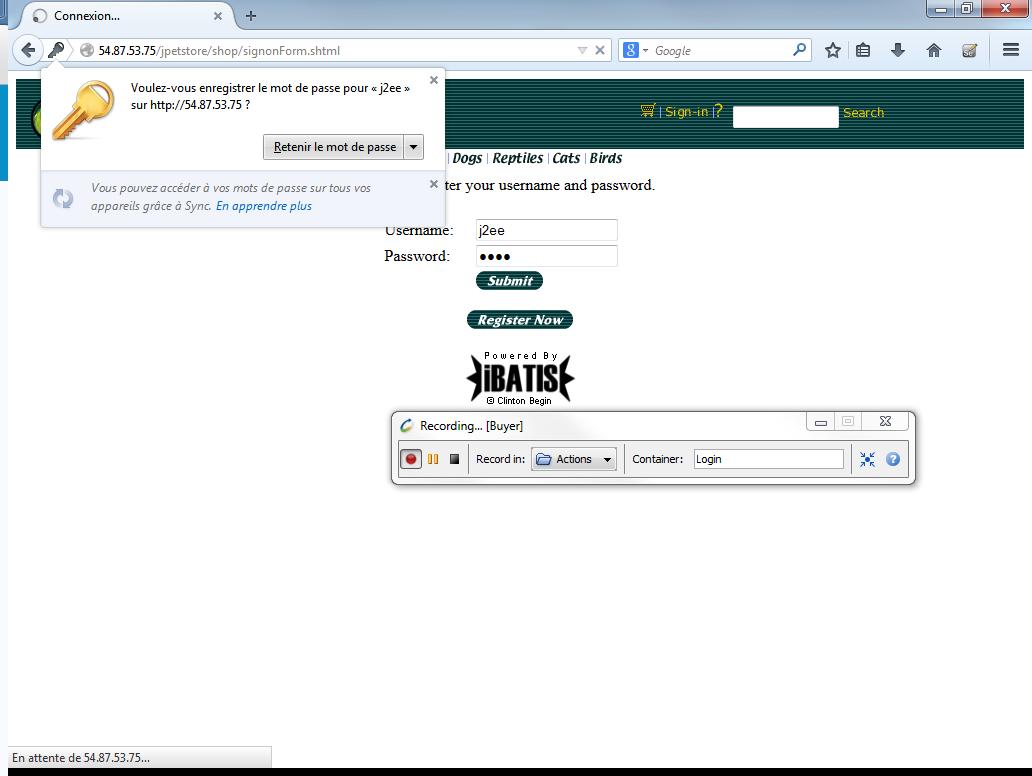 Connexion...
54.87.53.75/jpetstore/shop/signonForm.shtml
8 Google
Voulez-vous enregistrer le mot de passe pour « j2ee »
sur http://54.87.53.75 ?
Retenir le mot de passe
Vous pouvez accéder à vos mots de passe sur tous vos
appareils grâce à Sync. En apprendre plus
| Sign-in | ? Search
| Dogs | Reptiles | Cats | Birds
ter your username and password.
Username: j2ee
Password: ••••
Submit
Register Now
Powered By
iBATIS
© Clinton Begin
Recording... [Buyer]
Record in: Actions Container: Login ?
En attente de 54.87.53.75...